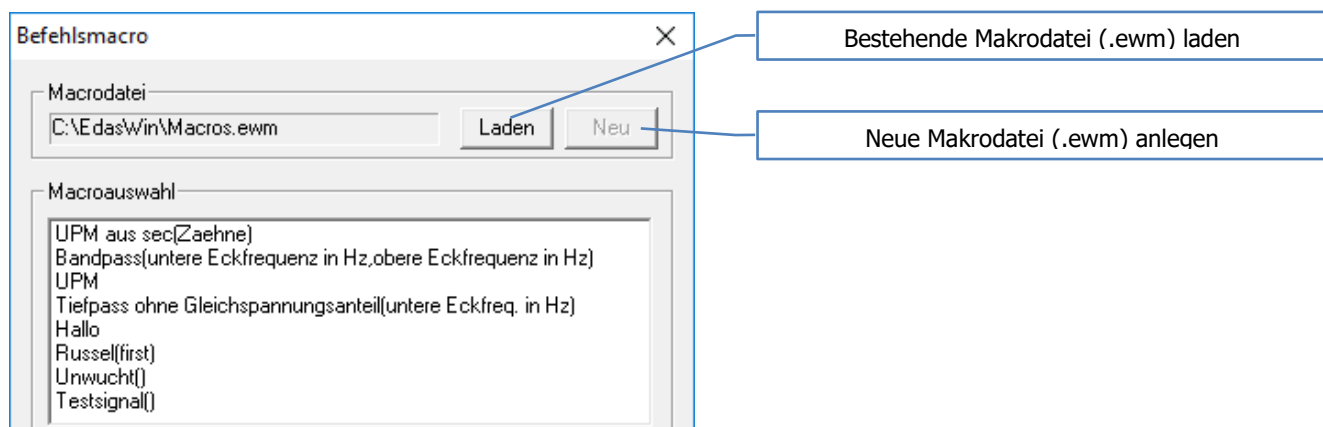 Befehlsmacro
Bestehende Makrodatei (.ewm) laden
Macrodatei
C:\EdasWin\Macros.ewm
Laden
Neu
Neue Makrodatei (.ewm) anlegen
Macroauswahl
UPM aus sec(Zaehne)
Bandpass(untere Eckfrequenz in Hz,obere Eckfrequenz in Hz)
UPM
Tiefpass ohne Gleichspannungsanteil(untere Eckfreq. in Hz)
Hallo
Russel(first)
Unwucht()
Testsignal()